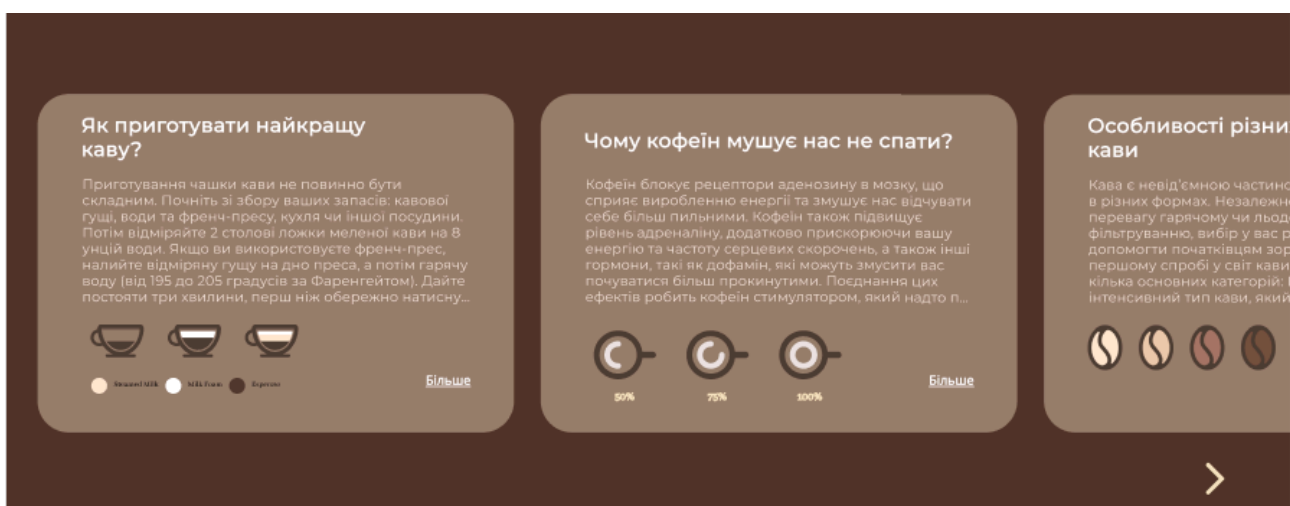 Як приготувати найкращу
каву?
Приготування чашки кави не повинно бути
складним. Почніть зі збору ваших запасів: кавової
гущі, води та френч-пресу, кухля чи іншої посудини.
Потім відміряйте 2 столові ложки меленої кави на 8
унцій води. Якщо ви використовуєте френч-прес,
налийте відміряну гущу на дно преса, а потім гарячу
воду (від 195 до 205 градусів за Фаренгейтом). Дайте
постояти три хвилини, перш ніж обережно натисну...
Steamed Milk Milk Foam Espresso
Більше
Чому кофеїн мушує нас не спати?
Кофеїн блокує рецептори аденозину в мозку, що
сприяє виробленню енергії та змушує нас відчувати
себе більш пильними. Кофеїн також підвищує
рівень адреналіну, додатково прискорюючи вашу
енергію та частоту серцевих скорочень, а також інші
гормони, такі як дофамін, які можуть змусити вас
почуватися більш прокинутими. Поєднання цих
ефектів робить кофеїн стимулятором, який надто п...
50% 75% 100%
Більше
Особливості різни
кави
Кава є невід'ємною частино
в різних формах. Незалежн
перевагу гарячому чи льод
фільтруванню, вибір у вас р
допомогти початківцям зор
першому спробі у світ кави
кілька основних категорій:
інтенсивний тип кави, який